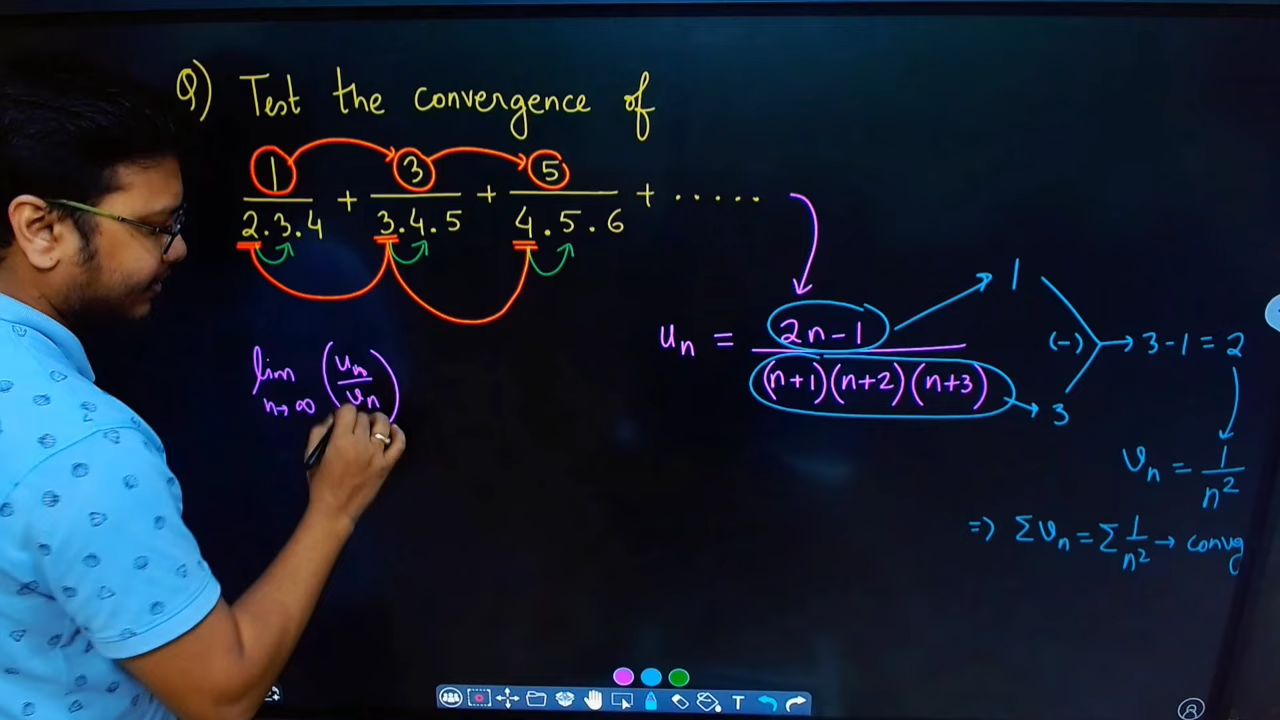 Q) Test the convergence of
1/2.3.4 + 3/3.4.5 + 5/4.5.6 + .....
uₙ = (2n-1)/((n+1)(n+2)(n+3))
1
(-) → 3-1 = 2
3
lim n→∞ (uₙ/vₙ)
vₙ = 1/n²
=> Σvₙ = Σ 1/n² → convg
T